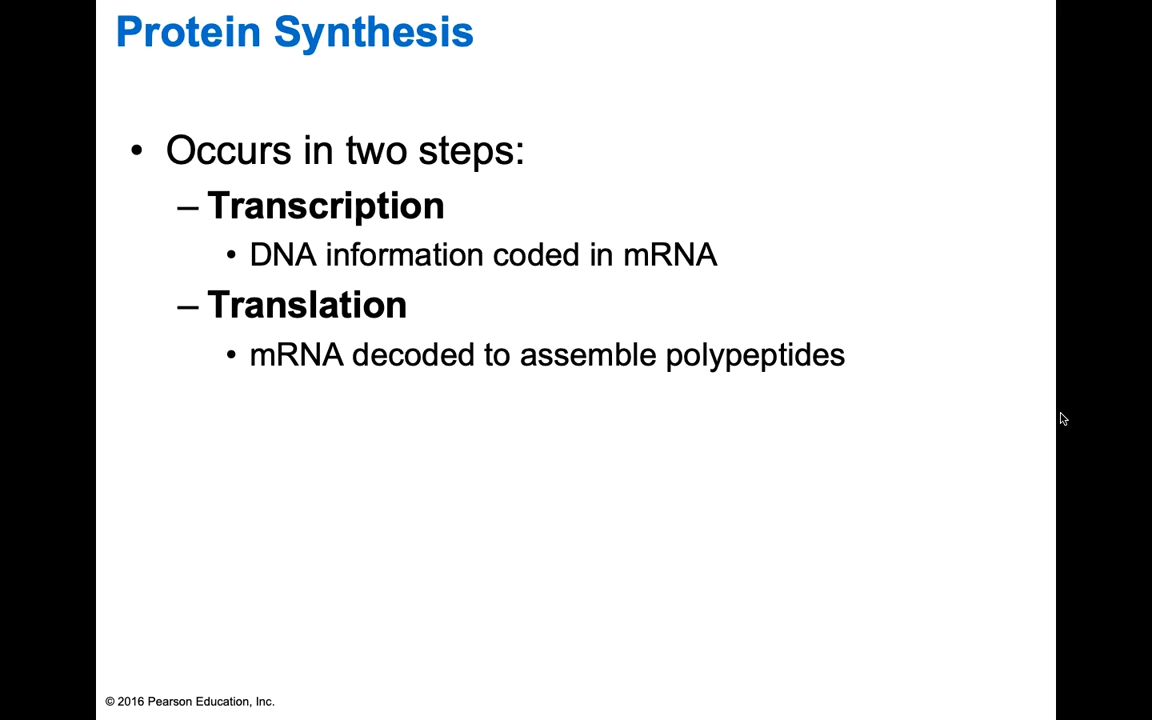 Protein Synthesis
• Occurs in two steps:
– Transcription
• DNA information coded in mRNA
– Translation
• mRNA decoded to assemble polypeptides
© 2016 Pearson Education, Inc.